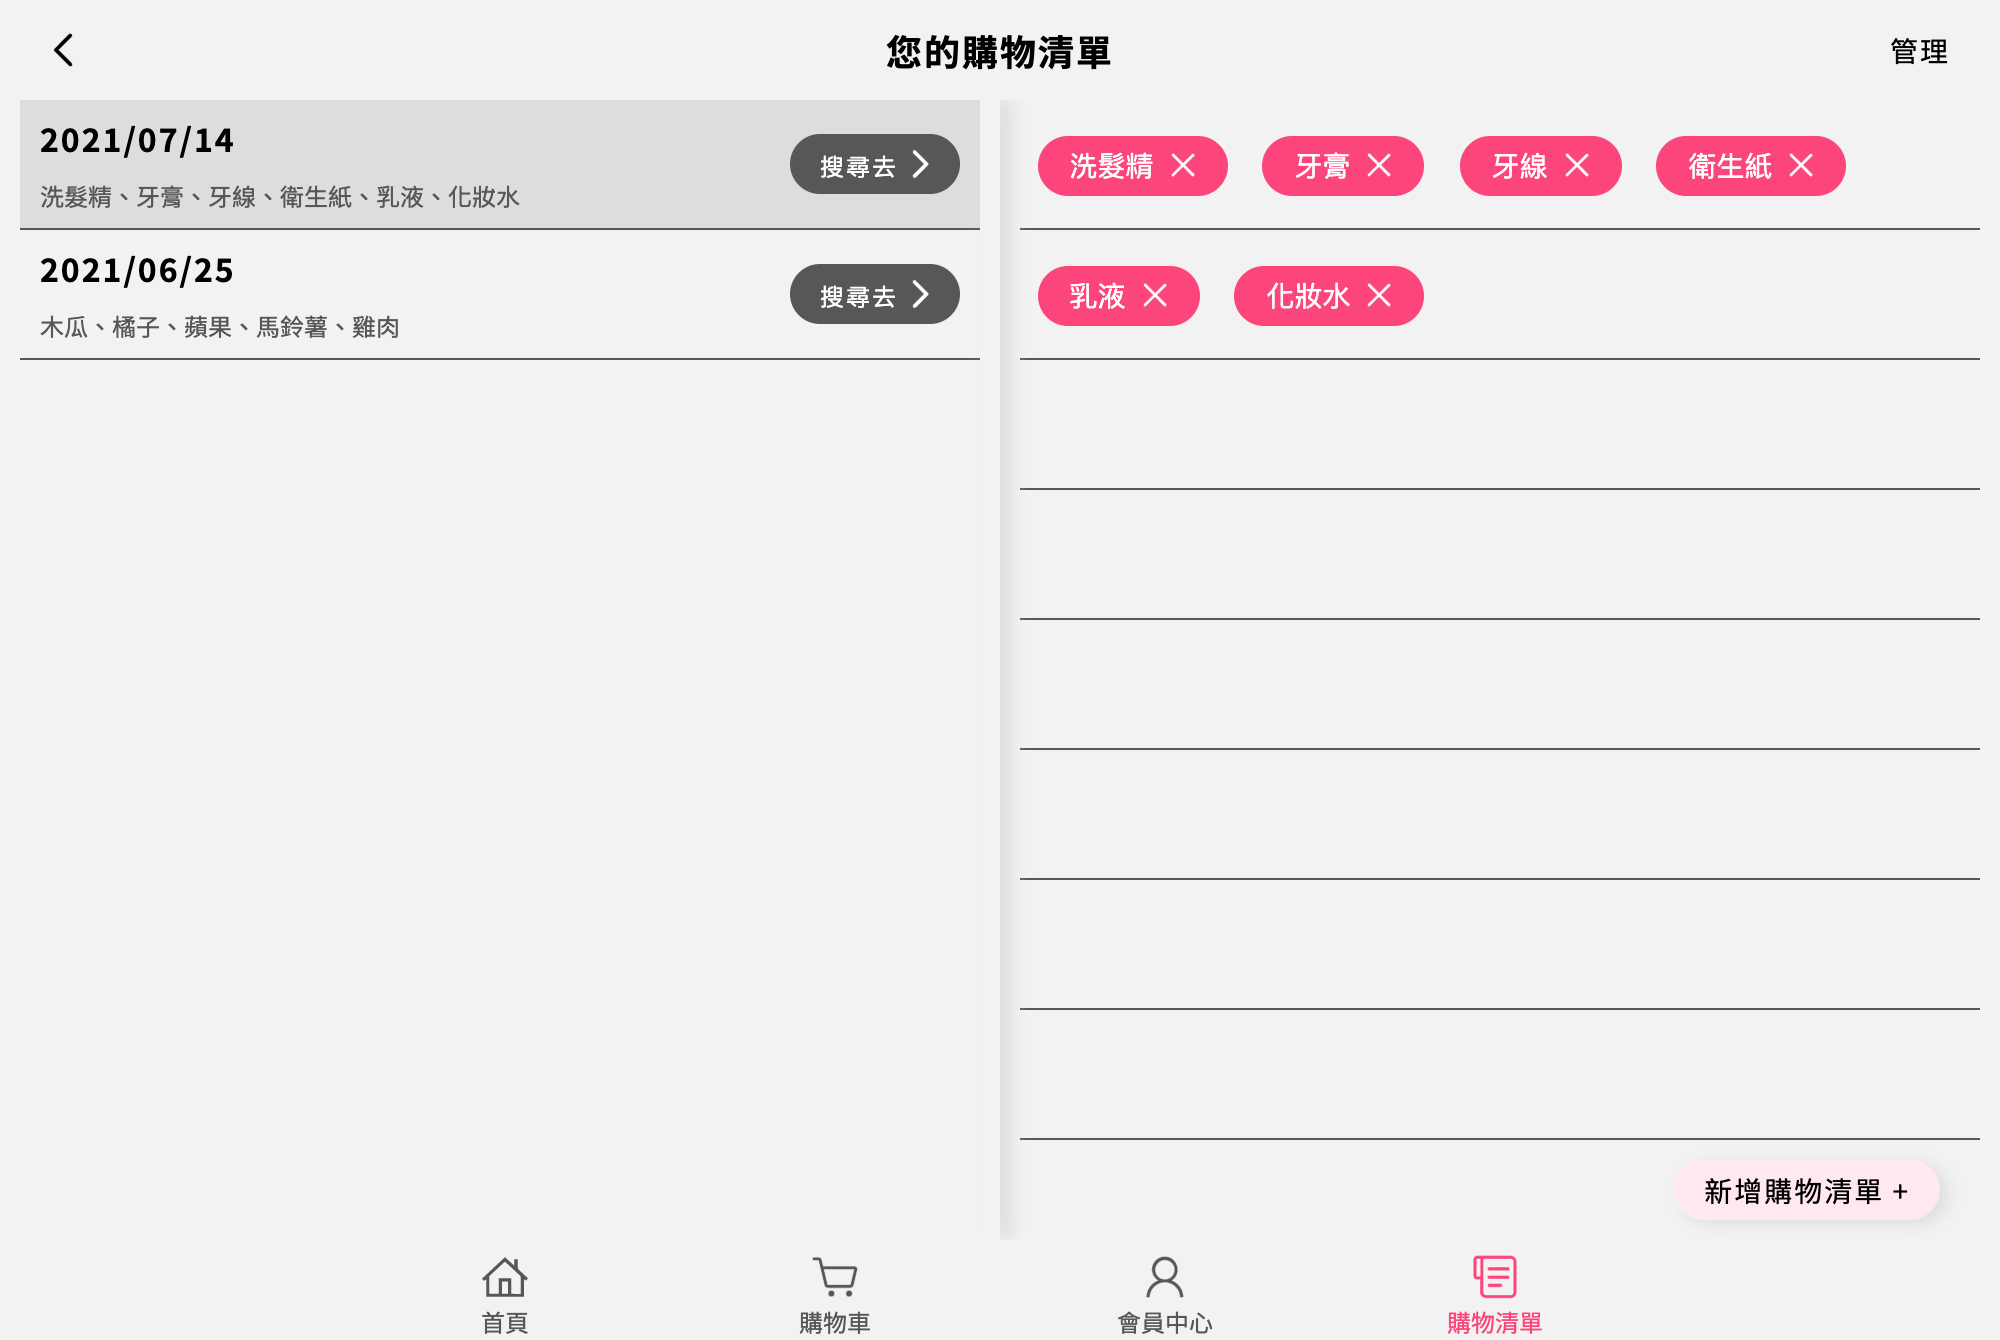 您的購物清單
管理
2021/07/14
洗髮精、牙膏、牙線、衛生紙、乳液、化妝水
搜尋去
2021/06/25
木瓜、橘子、蘋果、馬鈴薯、雞肉
搜尋去
洗髮精
牙膏
牙線
衛生紙
乳液
化妝水
新增購物清單 +
首頁
購物車
會員中心
購物清單